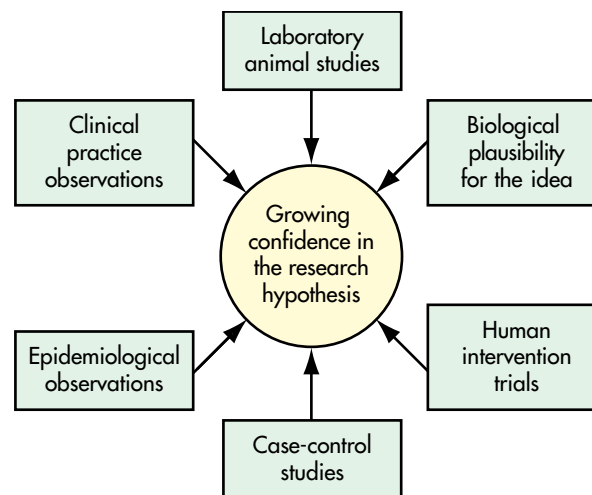 Laboratory
animal studies
Clinical
practice
observations
Biological
plausibility
for the idea
Growing
confidence in
the research
hypothesis
Epidemiological
observations
Human
intervention
trials
Case-control
studies